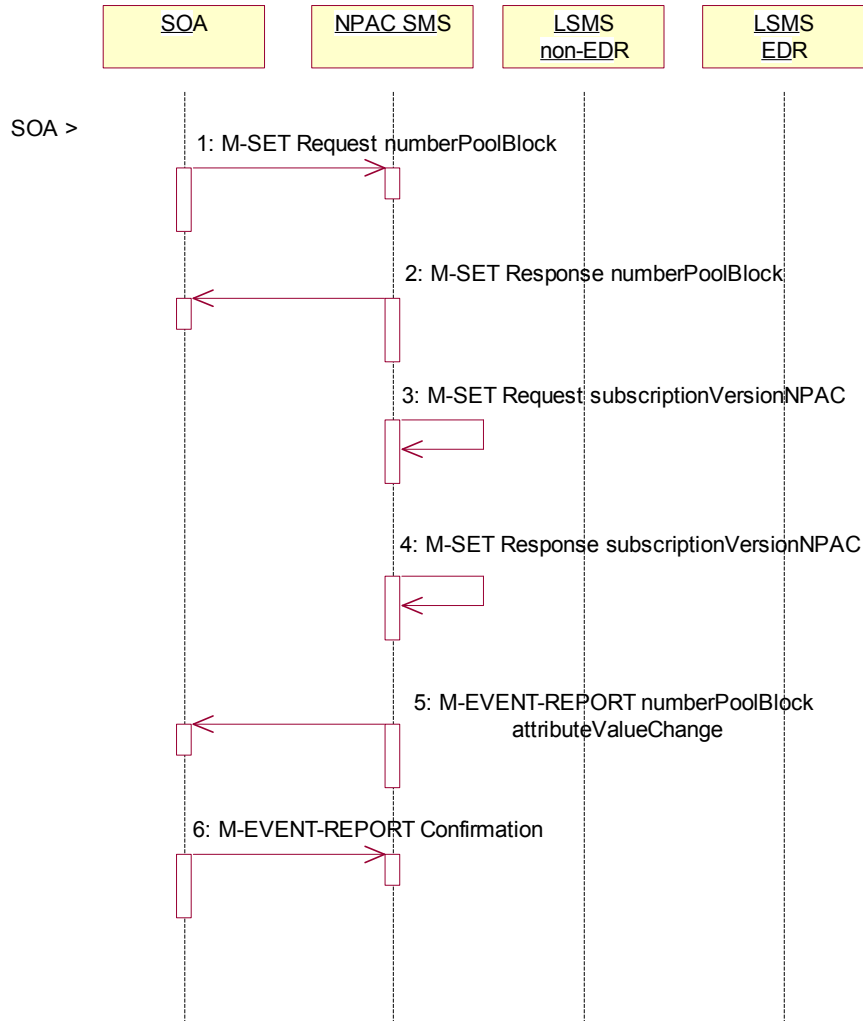 SOA
NPAC SMS
LSMS
non-EDR
LSMS
EDR
SOA >
1: M-SET Request numberPoolBlock
2: M-SET Response numberPoolBlock
3: M-SET Request subscriptionVersionNPAC
4: M-SET Response subscriptionVersionNPAC
5: M-EVENT-REPORT numberPoolBlock
attributeValueChange
6: M-EVENT-REPORT Confirmation